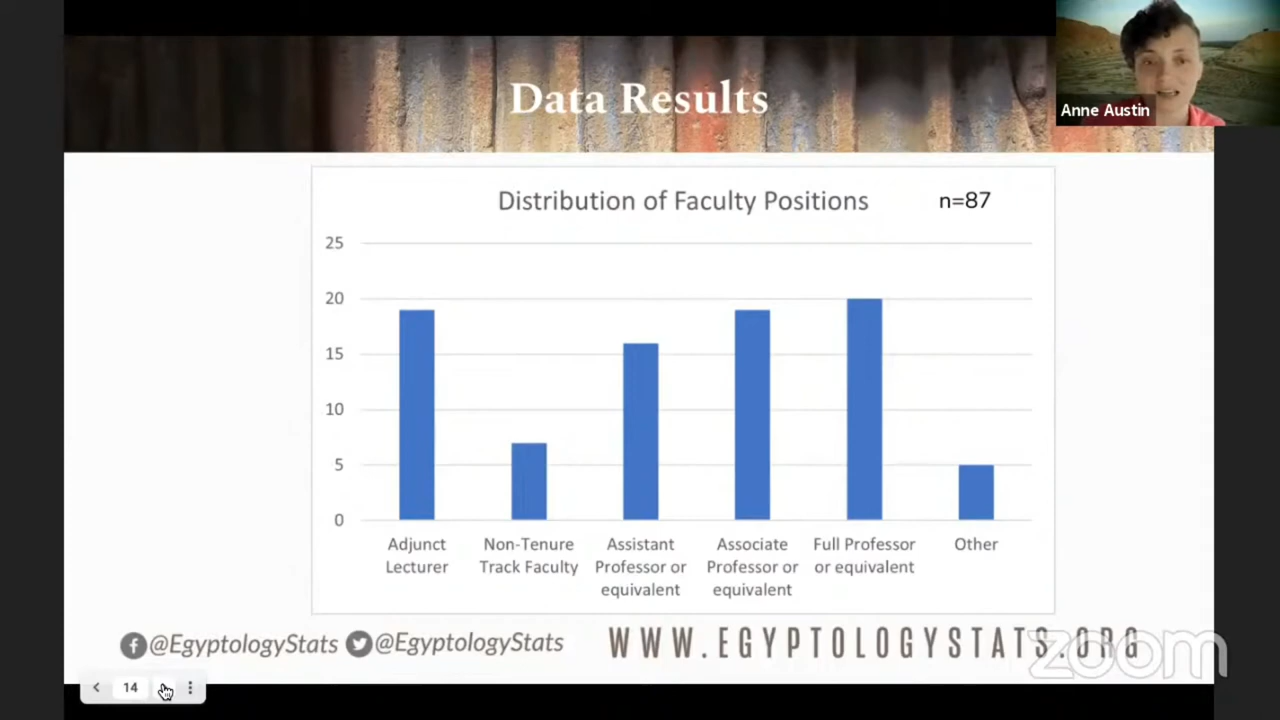 Data Results
Anne Austin
Distribution of Faculty Positions
n=87
25
20
15
10
5
0
Adjunct
Lecturer
Non-Tenure
Track Faculty
Assistant
Professor or
equivalent
Associate
Professor or
equivalent
Full Professor
or equivalent
Other
@EgyptologyStats
@EgyptologyStats
WWW.EGYPTOLOGYSTATS.ORG
zoom
14